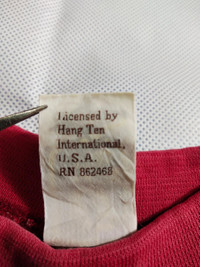 Licensed by
Hang Ten
International,
U.S.A.
RN 862468